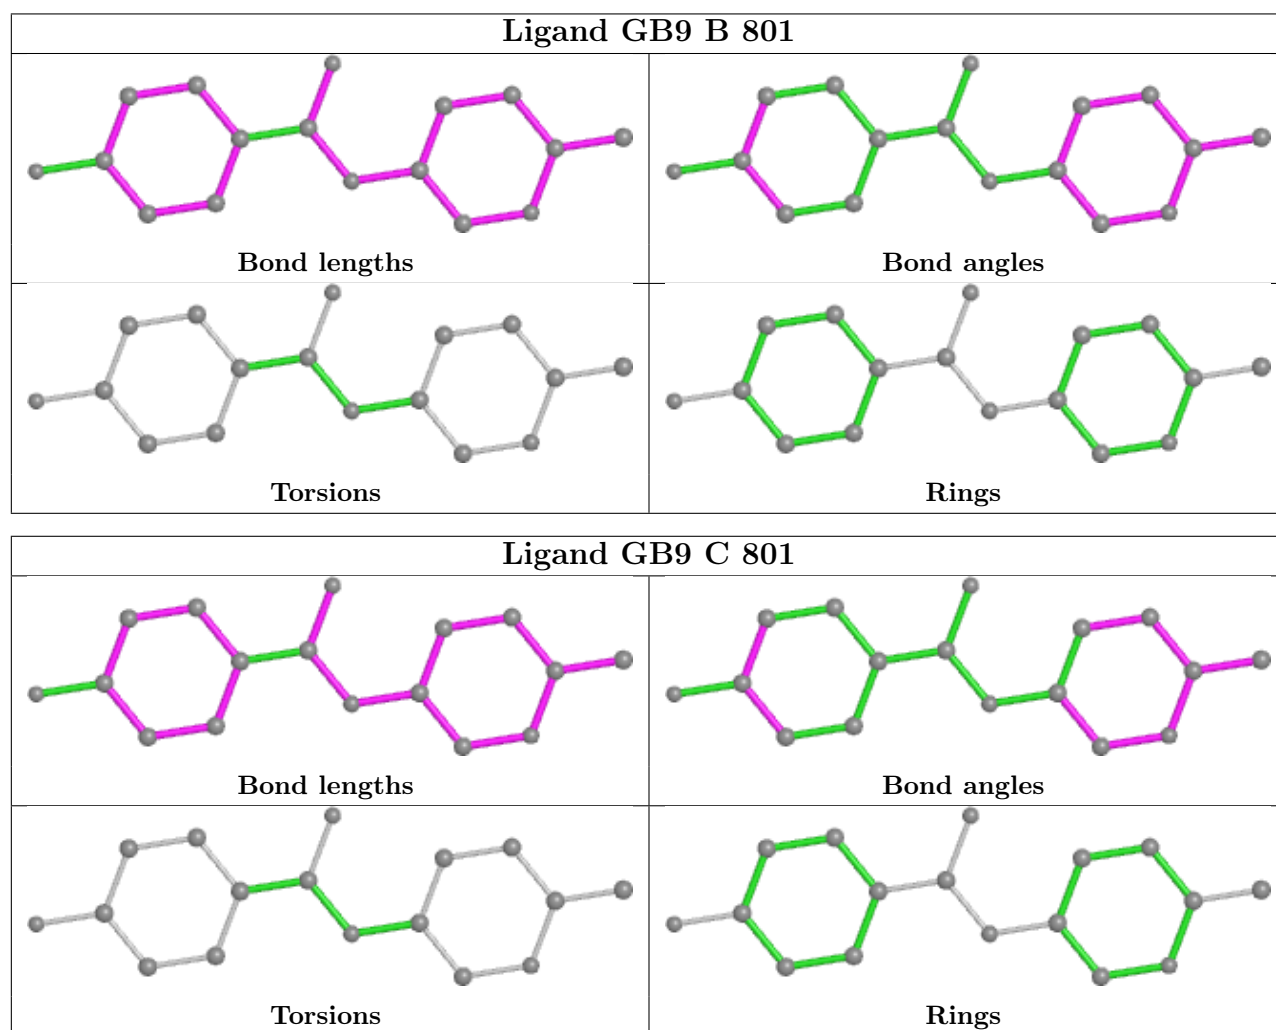 Ligand GB9 B 801
Bond lengths
Bond angles
Torsions
Rings
Ligand GB9 C 801
Bond lengths
Bond angles
Torsions
Rings